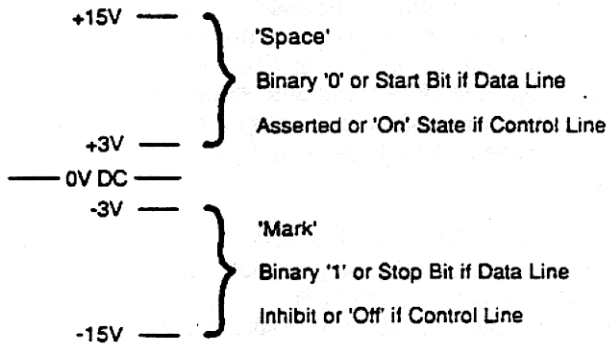 +15V
'Space'
Binary '0' or Start Bit if Data Line
Asserted or 'On' State if Control Line
+3V
0V DC
-3V
'Mark'
Binary '1' or Stop Bit if Data Line
Inhibit or 'Off' if Control Line
-15V